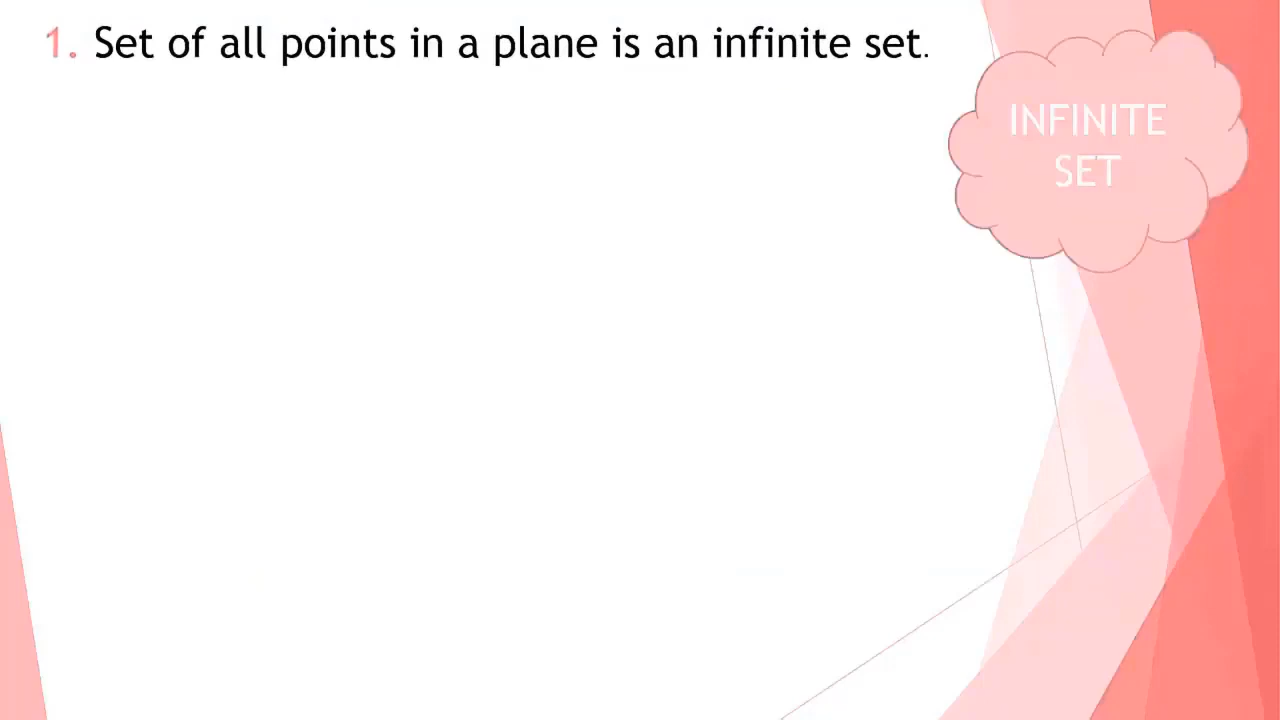 1. Set of all points in a plane is an infinite set.
INFINITE
SET